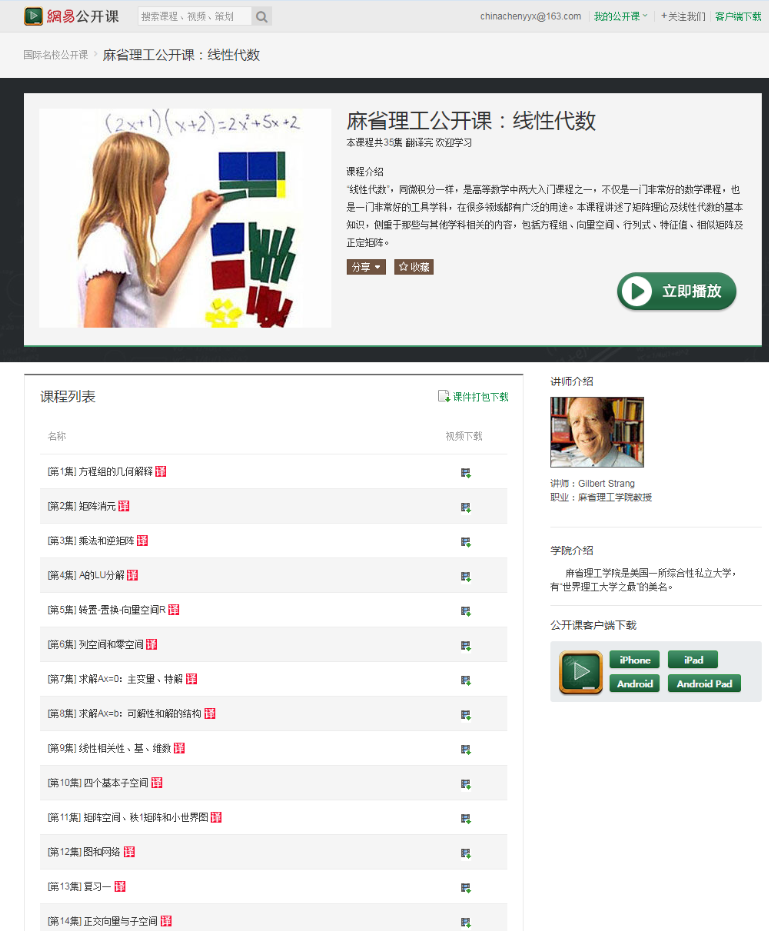 網易公开课
搜索课程、视频、策划
chinachenyyx@163.com
我的公开课
+关注我们
客户端下载
国际名校公开课
麻省理工公开课：线性代数
(2x+1)(x+2)=2x²+5x+2
麻省理工公开课：线性代数
本课程共35集 翻译完 欢迎学习
课程介绍
“线性代数”，同微积分一样，是高等数学中两大入门课程之一，不仅是一门非常好的数学课程，也
是一门非常好的工具学科，在很多领域都有广泛的用途。本课程讲述了矩阵理论及线性代数的基本
知识，侧重于那些与其他学科相关的内容，包括方程组、向量空间、行列式、特征值、相似矩阵及
正定矩阵。
分享
收藏
立即播放
课程列表
课件打包下载
名称
视频下载
[第1集] 方程组的几何解释 译
[第2集] 矩阵消元 译
[第3集] 乘法和逆矩阵 译
[第4集] A的LU分解 译
[第5集] 转置-置换-向量空间R 译
[第6集] 列空间和零空间 译
[第7集] 求解Ax=0：主变量、特解 译
[第8集] 求解Ax=b：可解性和解的结构 译
[第9集] 线性相关性、基、维数 译
[第10集] 四个基本子空间 译
[第11集] 矩阵空间、秩1矩阵和小世界图 译
[第12集] 图和网络 译
[第13集] 复习一 译
[第14集] 正交向量与子空间 译
讲师介绍
讲师：Gilbert Strang
职业：麻省理工学院教授
学院介绍
麻省理工学院是美国一所综合性私立大学，
有“世界理工大学之最”的美名。
公开课客户端下载
iPhone
iPad
Android
Android Pad